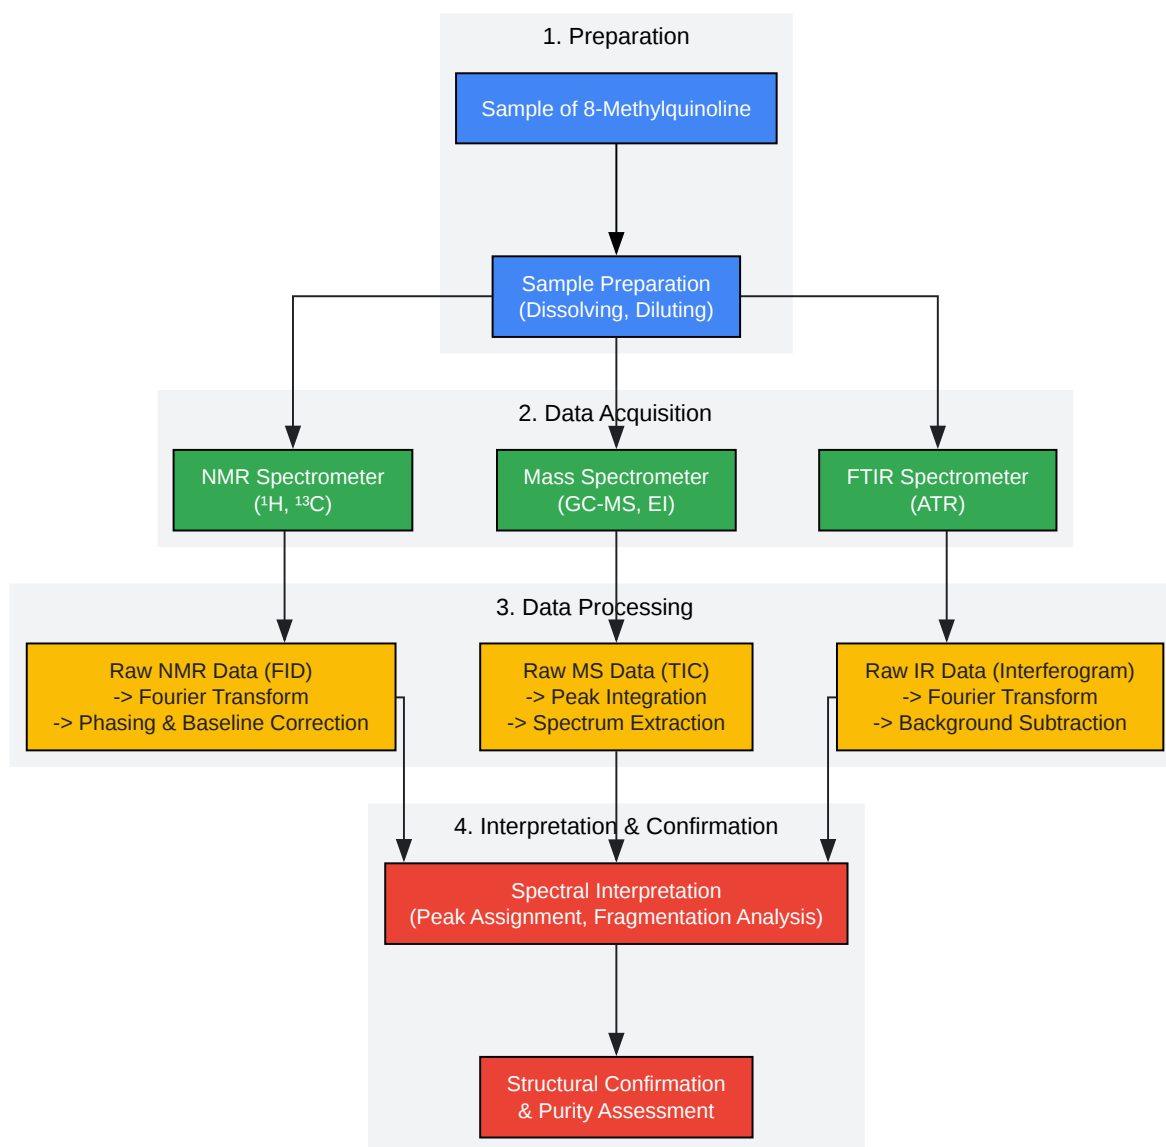 1. Preparation
Sample of 8-Methylquinoline
Sample Preparation
(Dissolving, Diluting)
2. Data Acquisition
NMR Spectrometer
(¹H, ¹³C)
Mass Spectrometer
(GC-MS, EI)
FTIR Spectrometer
(ATR)
3. Data Processing
Raw NMR Data (FID)
-> Fourier Transform
-> Phasing & Baseline Correction
Raw MS Data (TIC)
-> Peak Integration
-> Spectrum Extraction
Raw IR Data (Interferogram)
-> Fourier Transform
-> Background Subtraction
4. Interpretation & Confirmation
Spectral Interpretation
(Peak Assignment, Fragmentation Analysis)
Structural Confirmation
& Purity Assessment